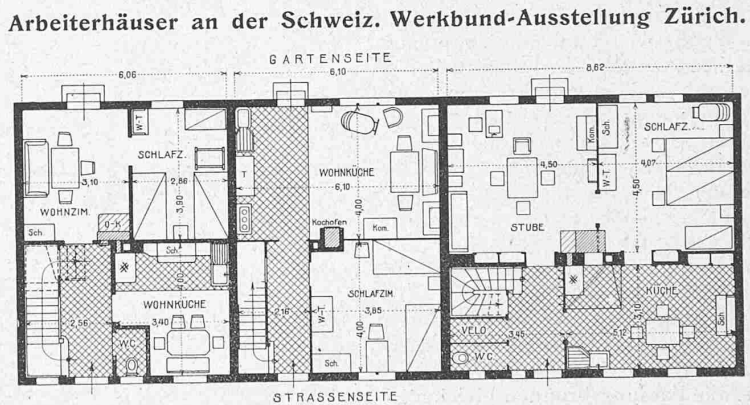 Arbeiterhäuser an der Schweiz. Werkbund-Ausstellung Zürich.
GARTENSEITE
6,06 6,10 8,62
W-T
SCHLAFZ.
3,10 2,86
3,90
WOHNZIM.
O-K
Sch.
T
WOHNKÜCHE
6,10
4,00
Kochofen
Kom.
Kom.
Sch.
SCHLAFZ.
4,50 4,07
W-T
4,50
STUBE
Sch.
4,00
WOHNKÜCHE
2,56 3,40
W.C.
2,16
SCHLAFZIM.
3,85
W-T
4,00
Sch.
VELO
W.C.
3,45 5,12
3,10
KÜCHE
Sch.
STRASSENSEITE